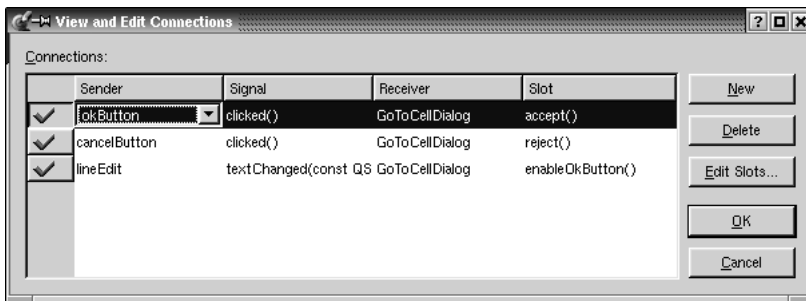 View and Edit Connections
Connections:
Sender Signal Receiver Slot
okButton clicked() GoToCellDialog accept()
cancelButton clicked() GoToCellDialog reject()
lineEdit textChanged(const QS GoToCellDialog enableOkButton()
New
Delete
Edit Slots...
OK
Cancel